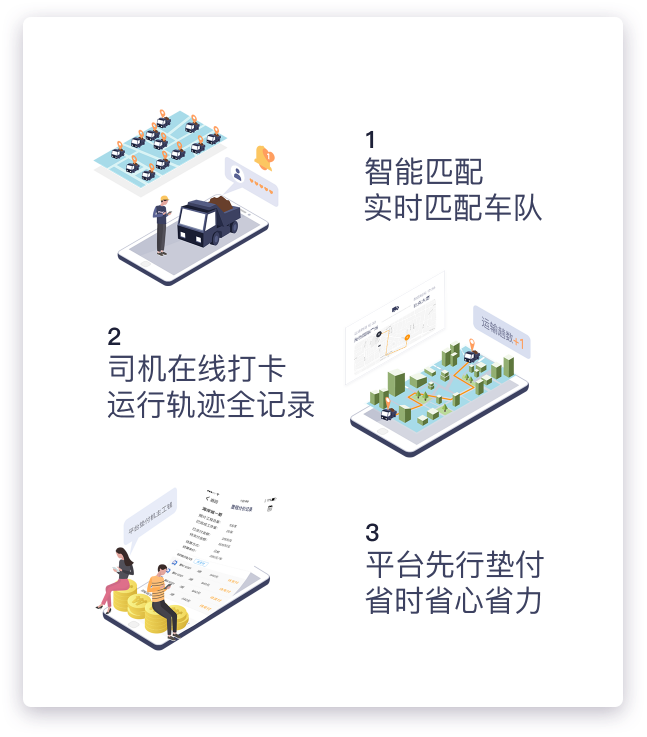 1
智能匹配
实时匹配车队
2
司机在线打卡
运行轨迹全记录
运输趟数+1
平台垫付机主工钱
3
平台先行垫付
省时省心省力